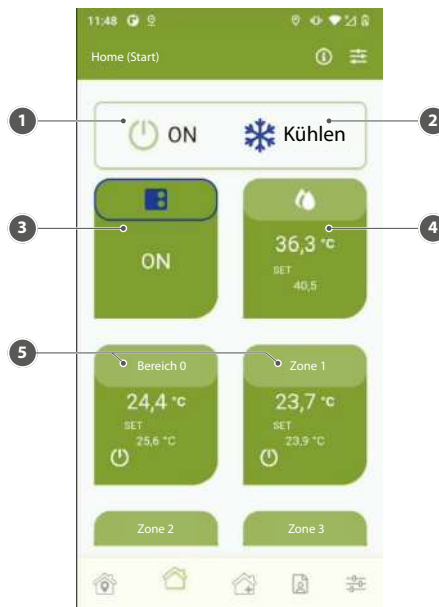 11:48
Home (Start)
1
ON
Kühlen
2
3
ON
36,3 °C
SET
40,5
4
5
Bereich 0
24,4 °C
SET
25,6 °C
Zone 1
23,7 °C
SET
23,9 °C
Zone 2
Zone 3